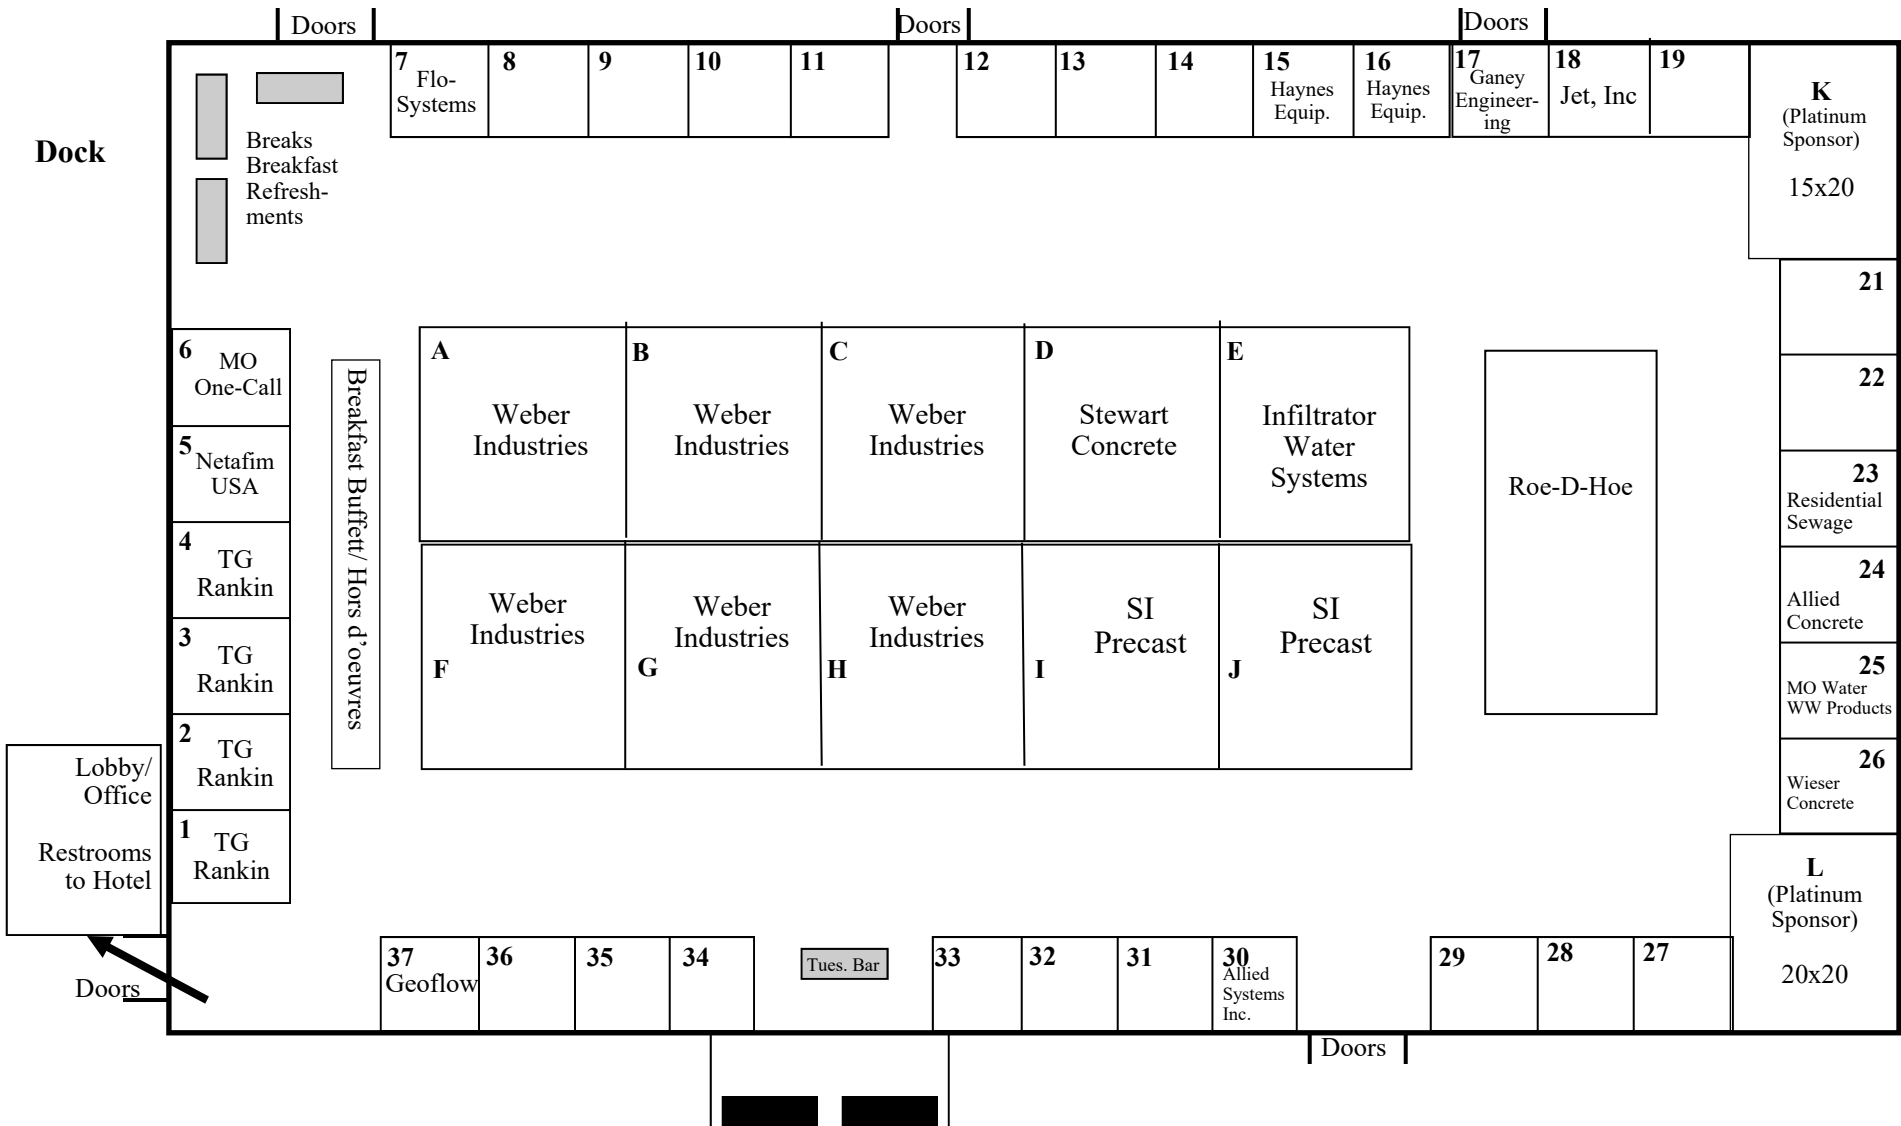 Doors
Doors
Doors
Dock
Breaks
Breakfast
Refresh-
ments
7
Flo-
Systems
8
9
10
11
12
13
14
15
Haynes
Equip.
16
Haynes
Equip.
17
Ganey
Engineer-
ing
18
Jet, Inc
19
K
(Platinum
Sponsor)
15x20
21
22
23
Residential
Sewage
24
Allied
Concrete
25
MO Water
WW Products
26
Wieser
Concrete
L
(Platinum
Sponsor)
20x20
6
MO
One-Call
5
Netafim
USA
4
TG
Rankin
3
TG
Rankin
2
TG
Rankin
1
TG
Rankin
Breakfast Buffett/ Hors d’oeuvres
A
Weber
Industries
B
Weber
Industries
C
Weber
Industries
D
Stewart
Concrete
E
Infiltrator
Water
Systems
Weber
Industries
F
Weber
Industries
G
Weber
Industries
H
SI
Precast
I
SI
Precast
J
Roe-D-Hoe
Lobby/
Office
Restrooms
to Hotel
Doors
37
Geoflow
36
35
34
Tues. Bar
33
32
31
30
Allied
Systems
Inc.
29
28
27
Doors